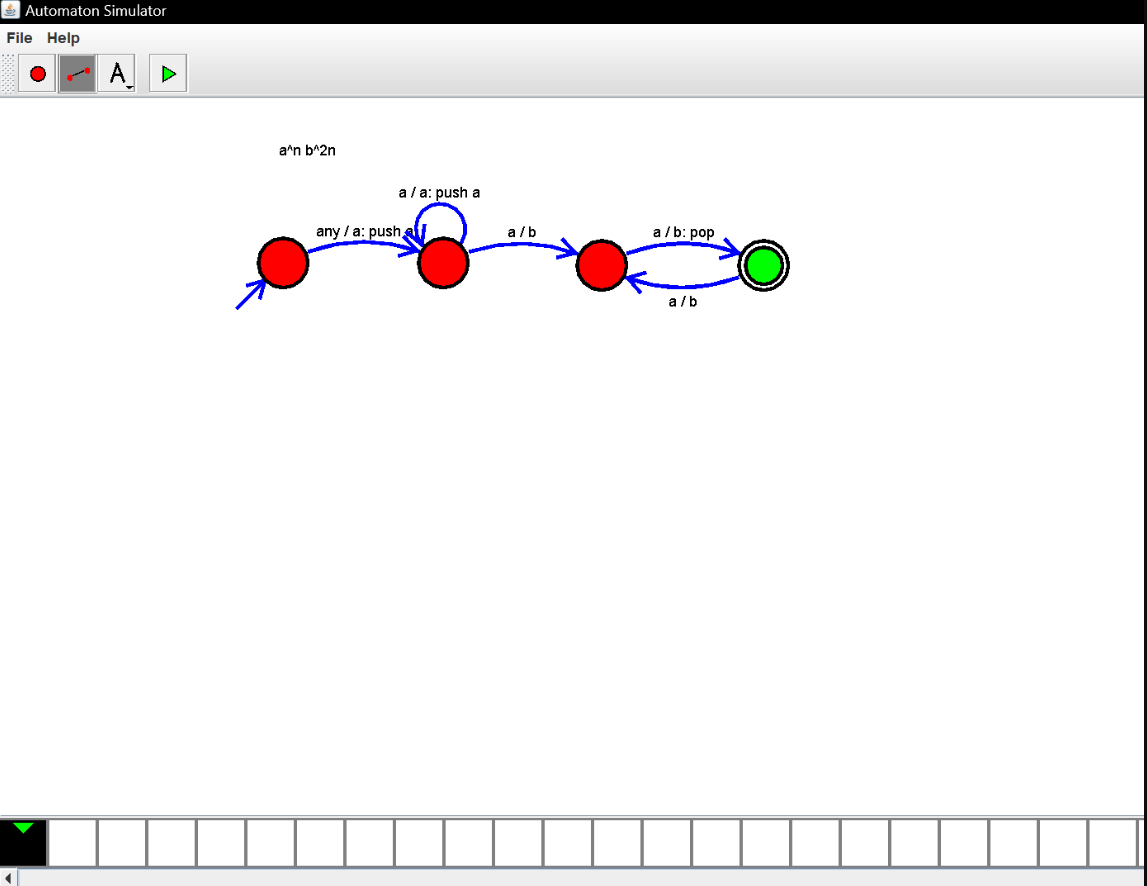 Automaton Simulator
File Help
A
a^n b^2n
a / a: push a
any / a: push a
a / b
a / b: pop
a / b